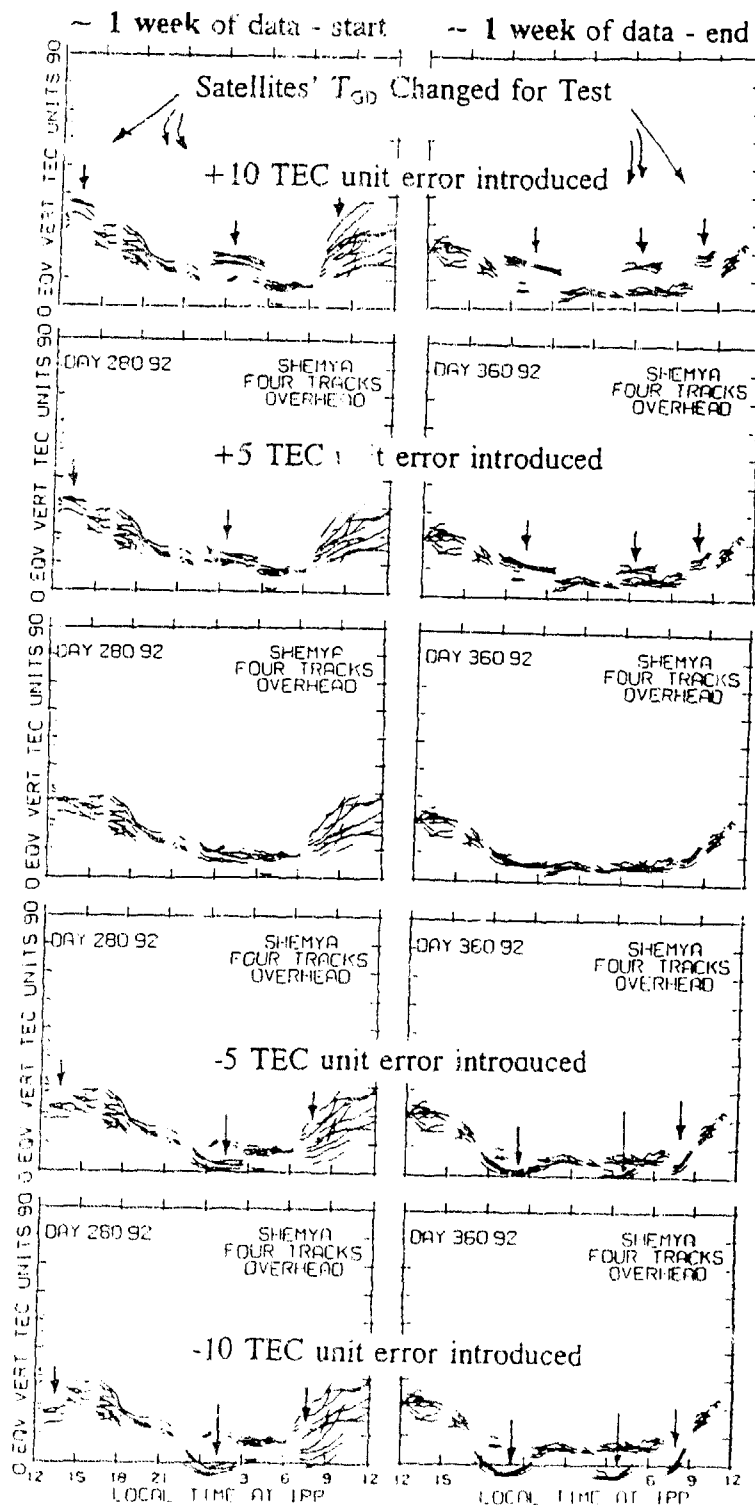 ~ 1 week of data - start
~ 1 week of data - end
Satellites' T_GD Changed for Test
+10 TEC unit error introduced
0 EQV VERT TEC UNITS 90
DAY 280 92
SHEMYA
FOUR TRACKS
OVERHEAD
DAY 360 92
SHEMYA
FOUR TRACKS
OVERHEAD
+5 TEC unit error introduced
0 EQV VERT TEC UNITS 90
DAY 280 92
SHEMYA
FOUR TRACKS
OVERHEAD
DAY 360 92
SHEMYA
FOUR TRACKS
OVERHEAD
0 EQV VERT TEC UNITS 90
DAY 280 92
SHEMYA
FOUR TRACKS
OVERHEAD
DAY 360 92
SHEMYA
FOUR TRACKS
OVERHEAD
-5 TEC unit error introduced
0 EQV VERT TEC UNITS 90
DAY 280 92
SHEMYA
FOUR TRACKS
OVERHEAD
DAY 360 92
SHEMYA
FOUR TRACKS
OVERHEAD
-10 TEC unit error introduced
0 EQV VERT TEC UNITS 90
12 15 18 21 3 6 9 12
15 18 21 3 6 9 12
LOCAL TIME AT IPP
LOCAL TIME AT IPP